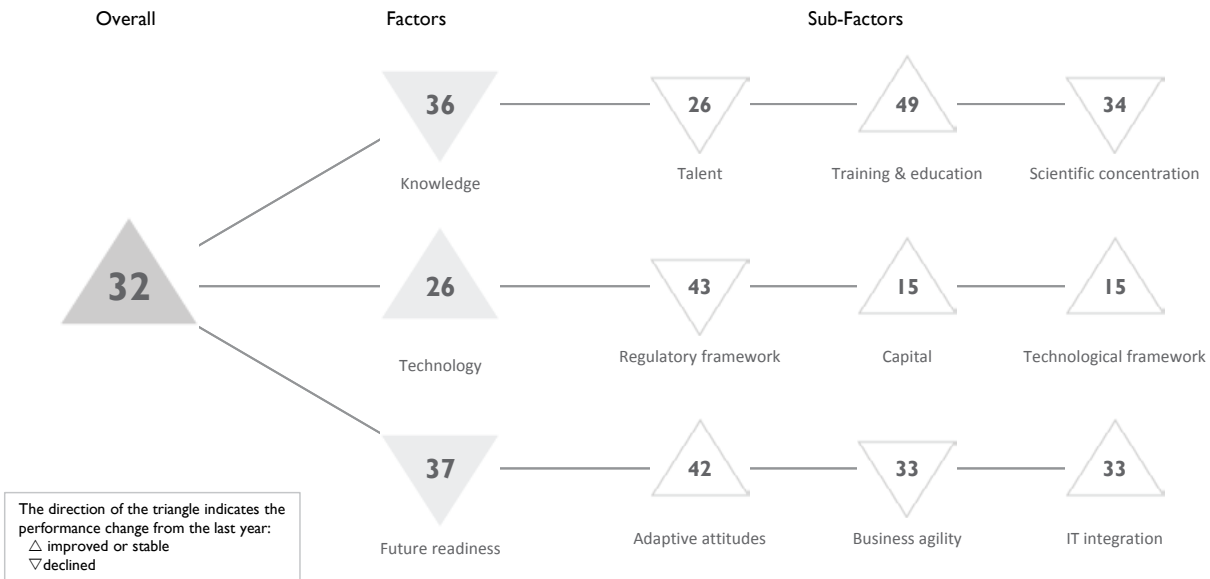 Overall Factors Sub-Factors
36 26 49 34
Knowledge Talent Training & education Scientific concentration
32 26 43 15 15
Technology Regulatory framework Capital Technological framework
37 42 33 33
Future readiness Adaptive attitudes Business agility IT integration
The direction of the triangle indicates the
performance change from the last year:
△ improved or stable
▽declined